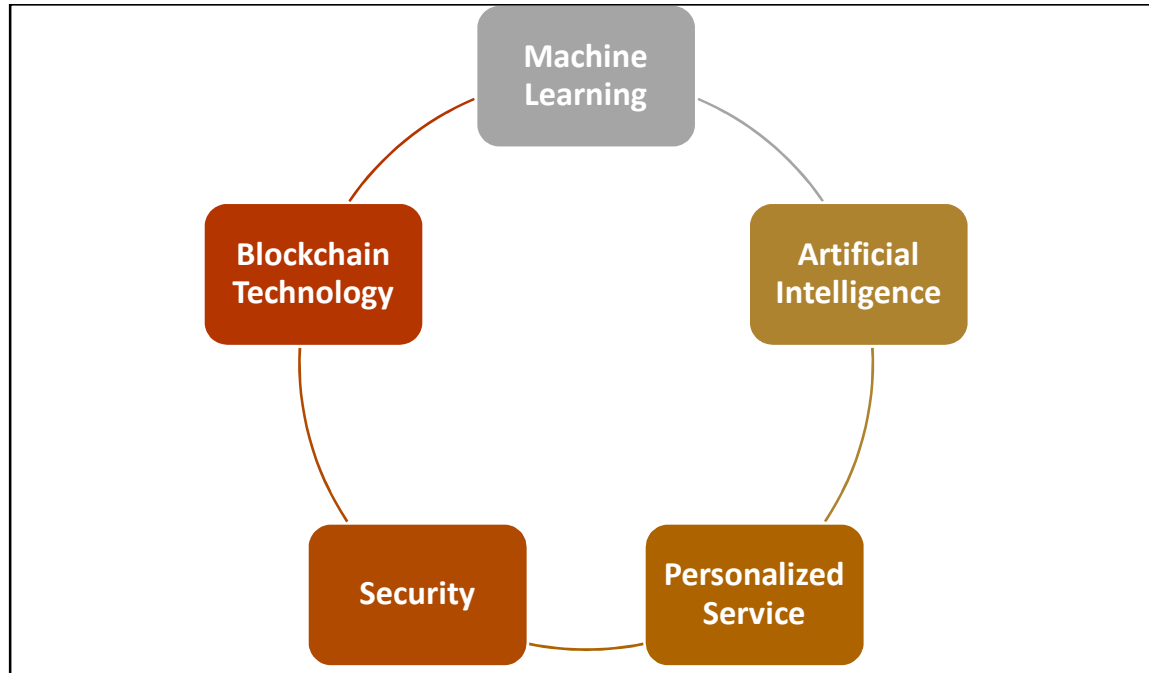 Machine
Learning
Artificial
Intelligence
Personalized
Service
Security
Blockchain
Technology